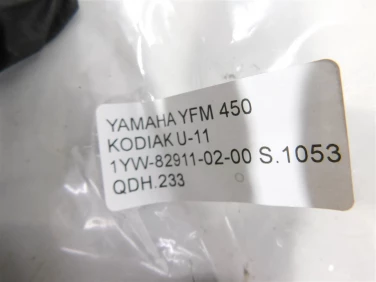 YAMAHA YFM 450
KODIAK U-11
1YW-82911-02-00 S.1053
QDH.233